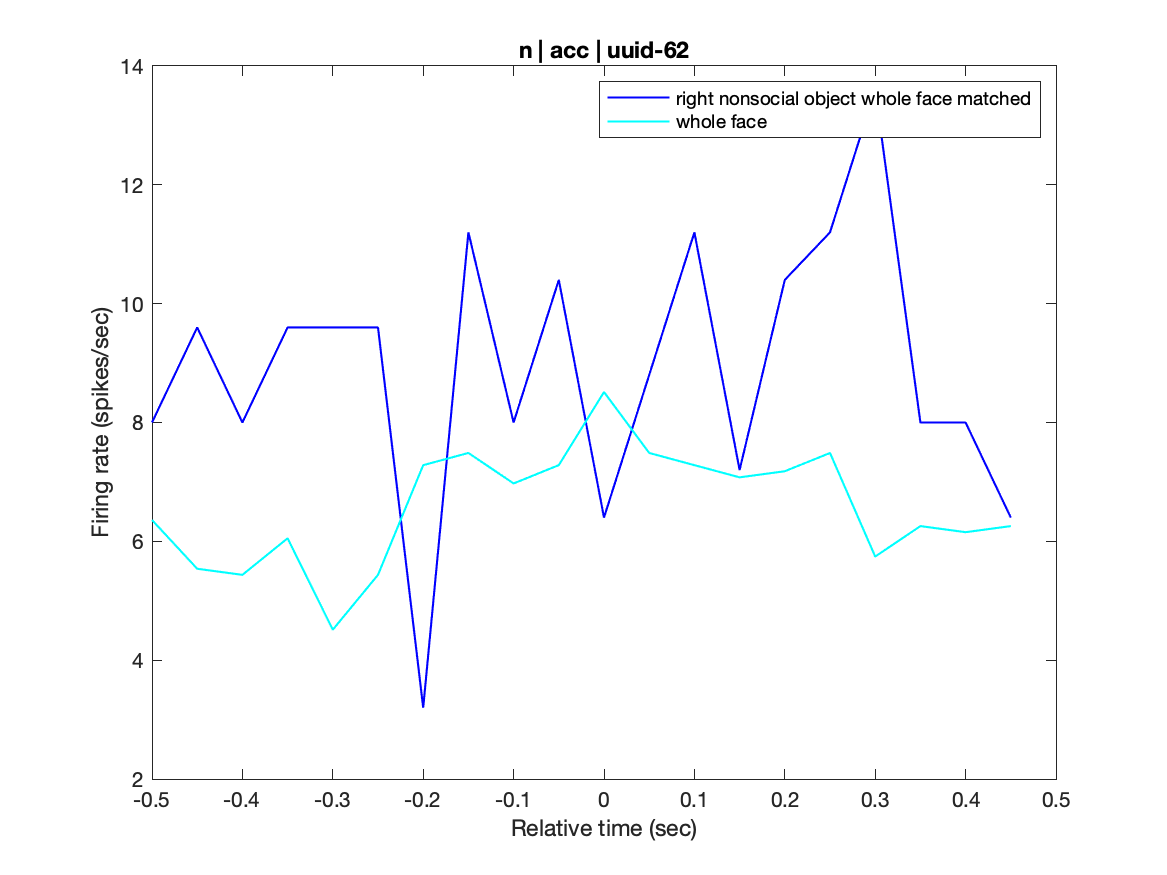 n | acc | uuid-62
right nonsocial object whole face matched
whole face
14
12
10
8
6
4
2
Firing rate (spikes/sec)
-0.5 -0.4 -0.3 -0.2 -0.1 0 0.1 0.2 0.3 0.4 0.5
Relative time (sec)